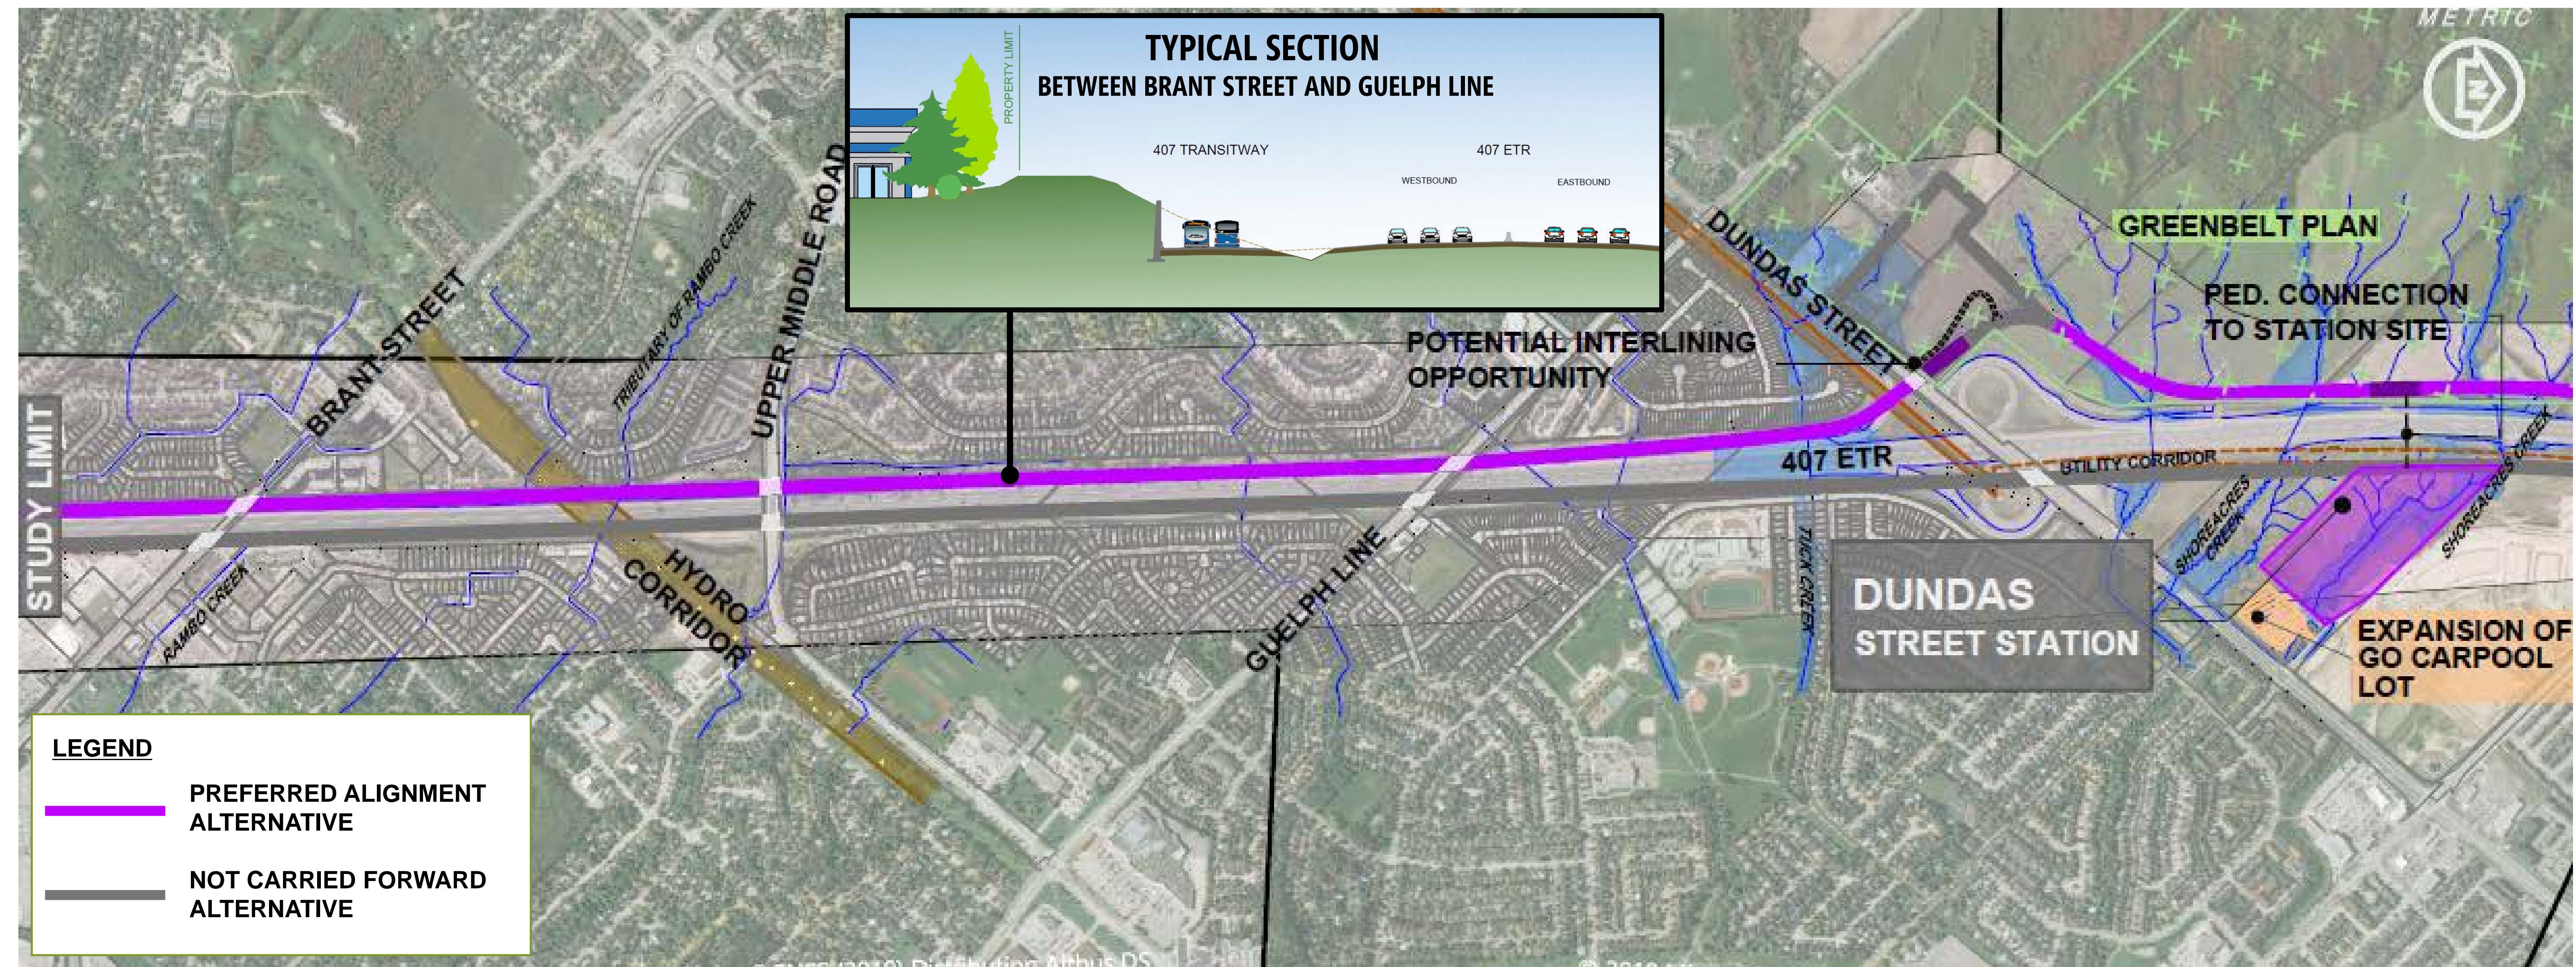 METRIC
N
TYPICAL SECTION
BETWEEN BRANT STREET AND GUELPH LINE
PROPERTY LIMIT
407 TRANSITWAY
407 ETR
WESTBOUND
EASTBOUND
STUDY LIMIT
BRANT STREET
RAMBO CREEK
TRIBUTARY OF RAMBO CREEK
UPPER MIDDLE ROAD
HYDRO
CORRIDOR
GUELPH LINE
POTENTIAL INTERLINING
OPPORTUNITY
DUNDAS STREET
407 ETR
TUCK CREEK
UTILITY CORRIDOR
GREENBELT PLAN
PED. CONNECTION
TO STATION SITE
SHOREACRES
CREEK
SHOREACRES CREEK
DUNDAS
STREET STATION
EXPANSION OF
GO CARPOOL
LOT
LEGEND
PREFERRED ALIGNMENT
ALTERNATIVE
NOT CARRIED FORWARD
ALTERNATIVE